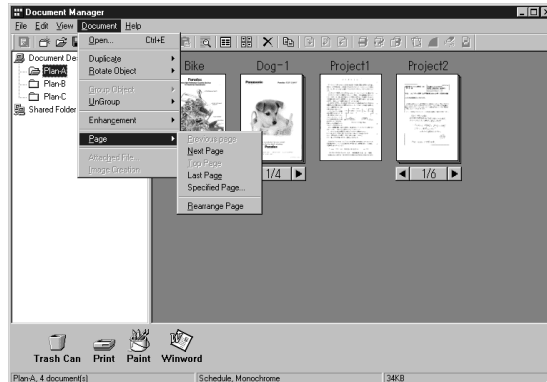 Document Manager
File Edit View Document Help
Open... Ctrl+E
Duplicate
Rotate Object
Group Object
UnGroup
Enhancement
Page
Attaches File...
Image Creation
Previous page
Next Page
Top Page
Last Page
Specified Page...
Rearrange Page
Document De
Plan-A
Plan-B
Plan-C
Shared Folder
Bike Dog-1 Project1 Project2
Panasonic
1/4 1/6
Trash Can Print Paint Winword
Plan-A, 4 document(s) Schedule, Monochrome 34KB